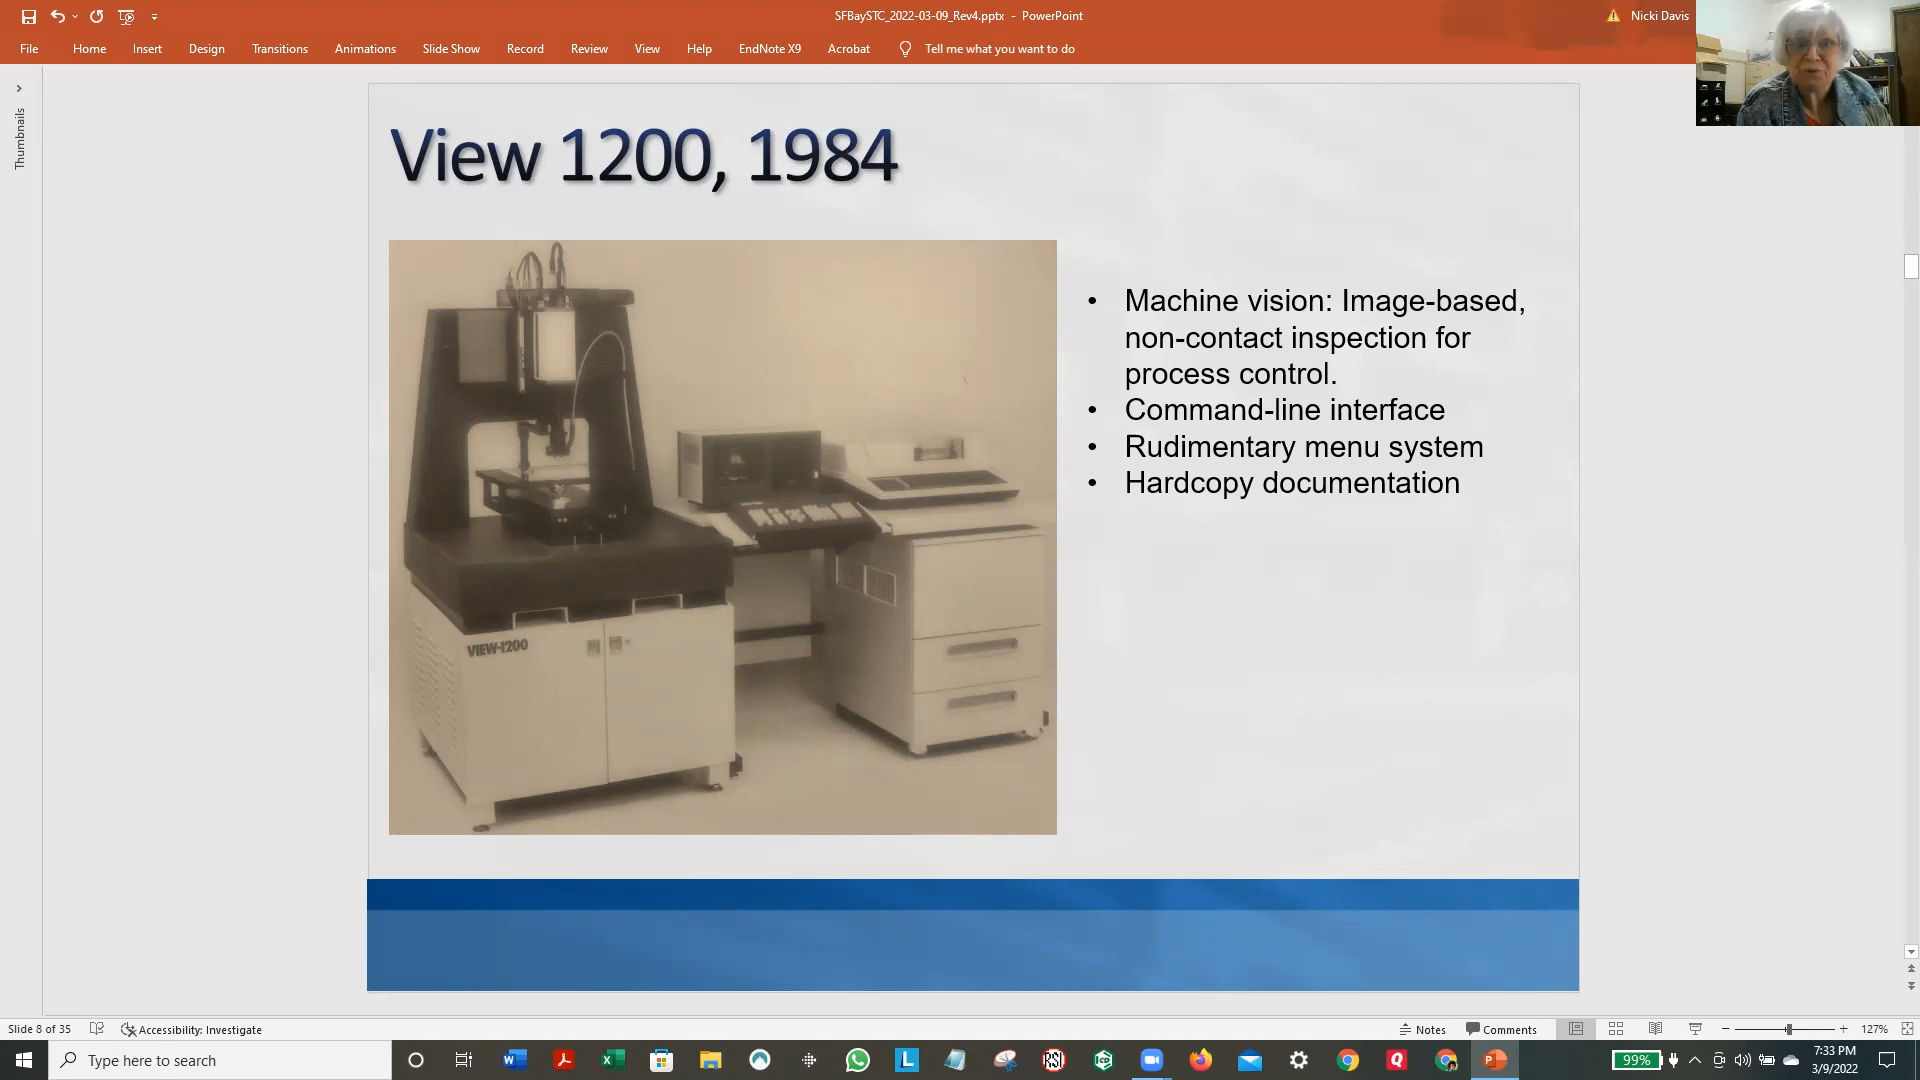 SFBaySTC_2022-03-09_Rev4.pptx - PowerPoint
Nicki Davis
File Home Insert Design Transitions Animations Slide Show Record Review View Help EndNote X9 Acrobat Tell me what you want to do
Thumbnails
View 1200, 1984
• Machine vision: Image-based,
non-contact inspection for
process control.
• Command-line interface
• Rudimentary menu system
• Hardcopy documentation
VIEW-1200
Slide 8 of 35 Accessibility: Investigate Notes Comments 127%
Type here to search
99%
7:33 PM
3/9/2022